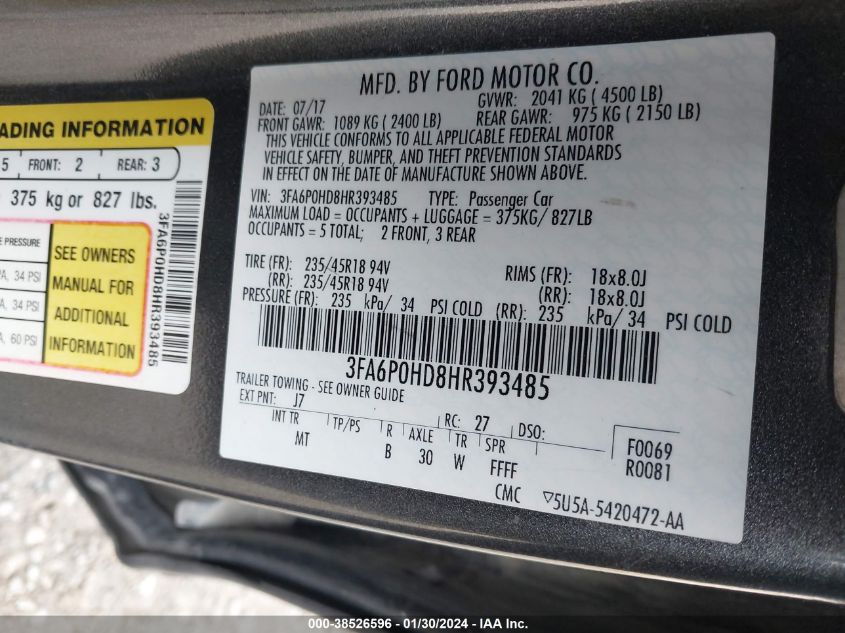 ADING INFORMATION
5 FRONT: 2 REAR: 3
375 kg or 827 lbs.
PRESSURE
A, 34 PSI
A, 34 PSI
A, 60 PSI
SEE OWNERS
MANUAL FOR
ADDITIONAL
INFORMATION
3FA6P0HD8HR393485
MFD. BY FORD MOTOR CO.
DATE: 07/17 GVWR: 2041 KG ( 4500 LB)
FRONT GAWR: 1089 KG ( 2400 LB) REAR GAWR: 975 KG ( 2150 LB)
THIS VEHICLE CONFORMS TO ALL APPLICABLE FEDERAL MOTOR
VEHICLE SAFETY, BUMPER, AND THEFT PREVENTION STANDARDS
IN EFFECT ON THE DATE OF MANUFACTURE SHOWN ABOVE.
VIN: 3FA6P0HD8HR393485 TYPE: Passenger Car
MAXIMUM LOAD = OCCUPANTS + LUGGAGE = 375KG/ 827LB
OCCUPANTS = 5 TOTAL; 2 FRONT, 3 REAR
TIRE (FR): 235/45R18 94V RIMS (FR): 18x8.0J
(RR): 235/45R18 94V (RR): 18x8.0J
PRESSURE (FR): 235 kPa/ 34 PSI COLD (RR): 235 kPa/ 34 PSI COLD
3FA6P0HD8HR393485
TRAILER TOWING - SEE OWNER GUIDE
EXT PNT: J7 RC: 27 DSO:
INT TR TP/PS R AXLE TR SPR
MT B 30 W FFFF
F0069
R0081
CMC ▽5U5A-5420472-AA
000-38526596 - 01/30/2024 - IAA Inc.